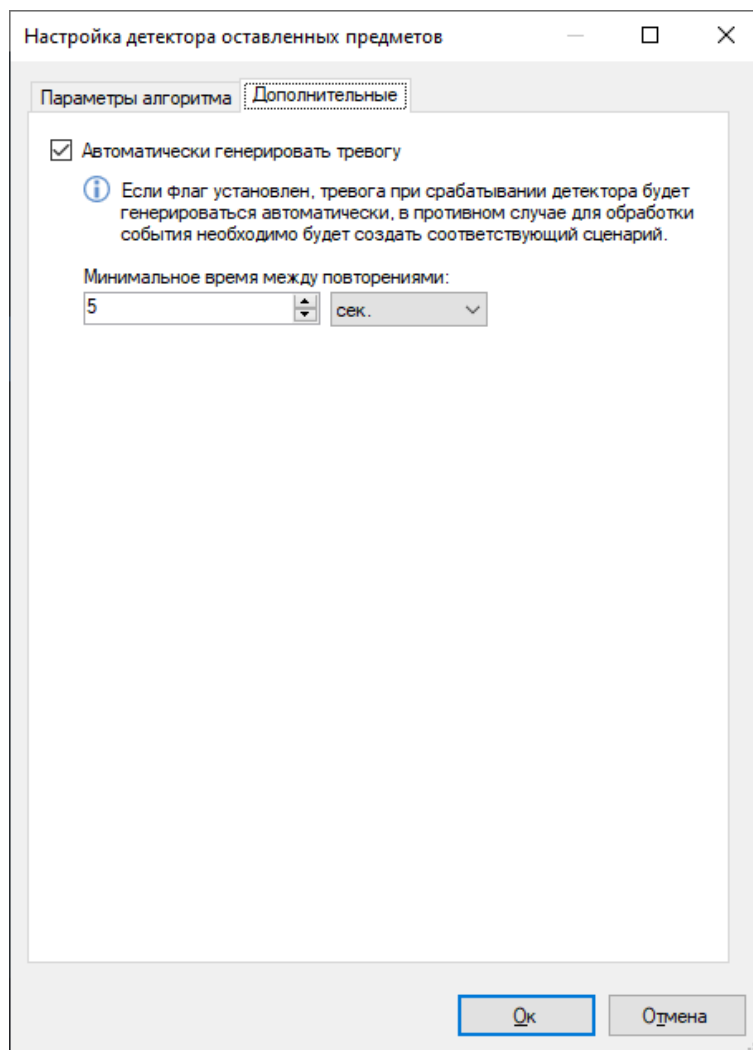 Настройка детектора оставленных предметов
Параметры алгоритма Дополнительные
Автоматически генерировать тревогу
Если флаг установлен, тревога при срабатывании детектора будет
генерироваться автоматически, в противном случае для обработки
события необходимо будет создать соответствующий сценарий.
Минимальное время между повторениями:
5 сек.
Ок Отмена